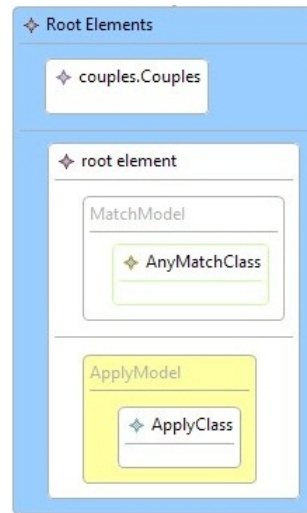 Root Elements
couples.Couples
root element
MatchModel
AnyMatchClass
ApplyModel
ApplyClass